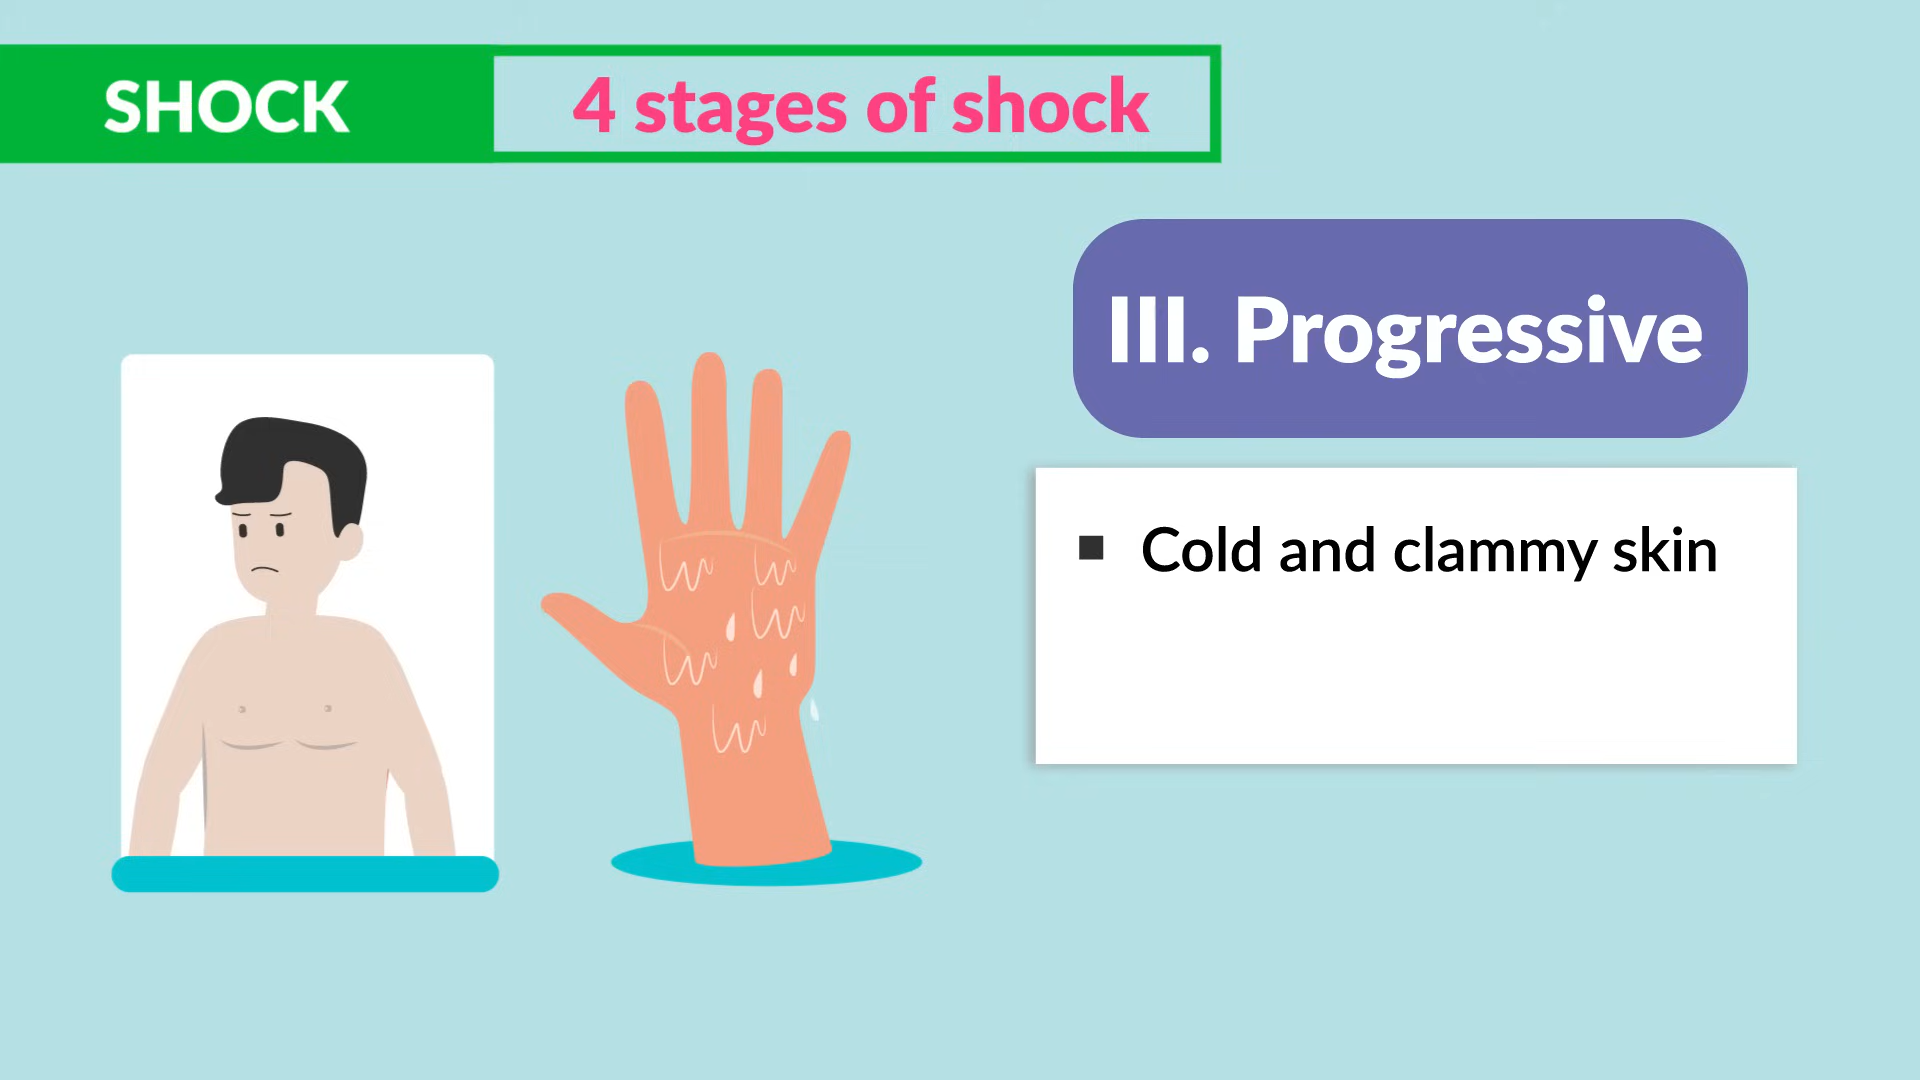 SHOCK
4 stages of shock
III. Progressive
▪ Cold and clammy skin